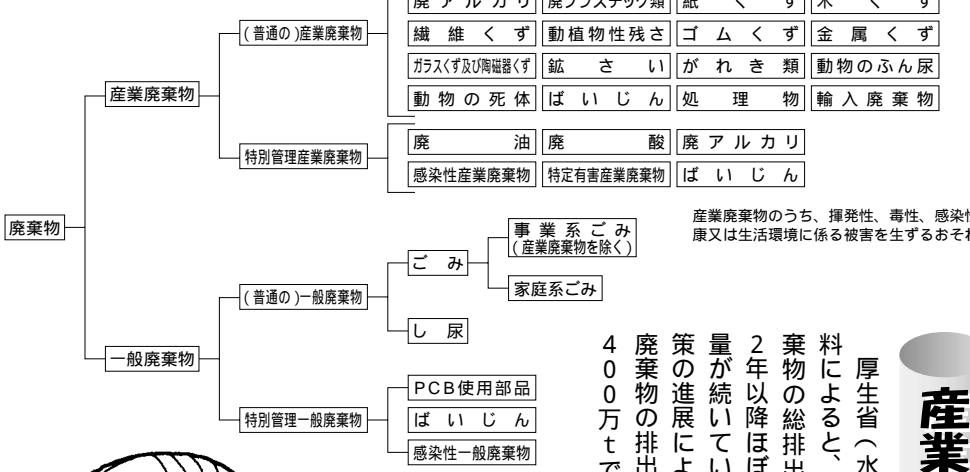 廃アルカリ 廃プラスチック類 紙くず 木くず
(普通の)産業廃棄物 繊維くず 動植物性残さ ゴムくず 金属くず
ガラスくず及び陶磁器くず 鉱さい がれき類 動物のふん尿
産業廃棄物
動物の死体 ばいじん 処理物 輸入廃棄物
特別管理産業廃棄物
廃油 廃酸 廃アルカリ
感染性産業廃棄物 特定有害産業廃棄物 ばいじん
産業廃棄物のうち、揮発性、毒性、感染性
康又は生活環境に係る被害を生ずるおそれ
廃棄物
事業系ごみ
(産業廃棄物を除く)
ごみ
家庭系ごみ
(普通の)一般廃棄物
し尿
一般廃棄物
PCB使用部品
特別管理一般廃棄物
ばいじん
感染性一般廃棄物
産業
厚生省(水
料によると、
棄物の総排出
2年以降ほぼ
量が続いてい
策の進展によ
廃棄物の排出
400万tで